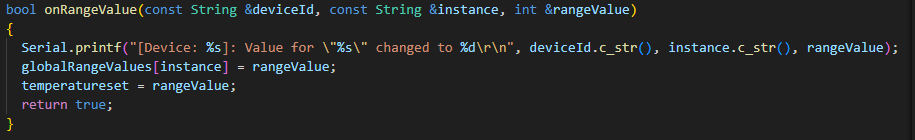 bool onRangeValue(const String &deviceId, const String &instance, int &rangeValue)
{
  Serial.printf("[Device: %s]: Value for \"%s\" changed to %d\r\n", deviceId.c_str(), instance.c_str(), rangeValue);
  globalRangeValues[instance] = rangeValue;
  temperatureset = rangeValue;
  return true;
}